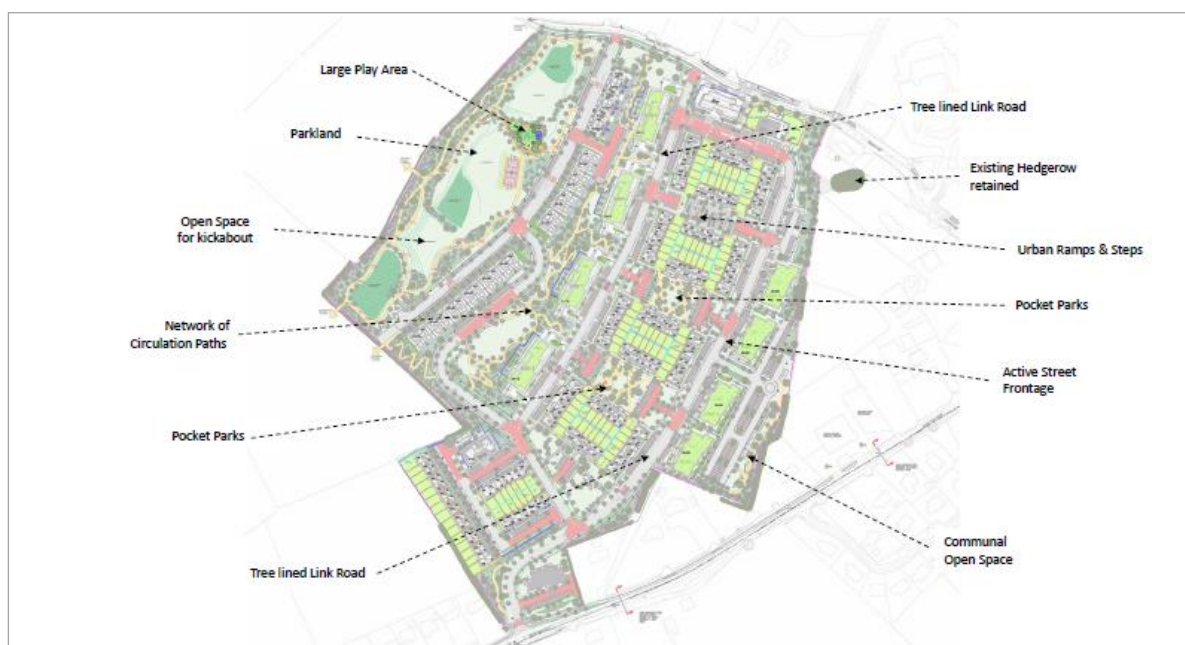 Large Play Area
Parkland
Open Space
for kickabout
Network of
Circulation Paths
Pocket Parks
Tree lined Link Road
Tree lined Link Road
Existing Hedgerow
retained
Urban Ramps & Steps
Pocket Parks
Active Street
Frontage
Communal
Open Space